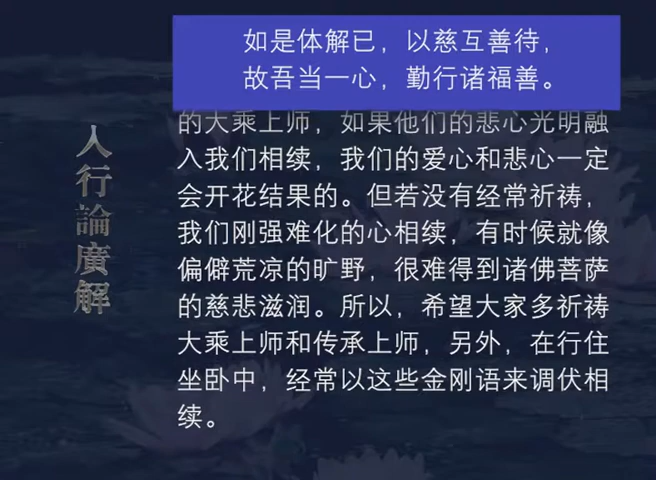 如是体解已，以慈互善待，
故吾当一心，勤行诸福善。
的大乘上师，如果他们的悲心光明融
入我们相续，我们的爱心和悲心一定
会开花结果的。但若没有经常祈祷，
我们刚强难化的心相续，有时候就像
偏僻荒凉的旷野，很难得到诸佛菩萨
的慈悲滋润。所以，希望大家多祈祷
大乘上师和传承上师，另外，在行住
坐卧中，经常以这些金刚语来调伏相
续。
入行論廣解